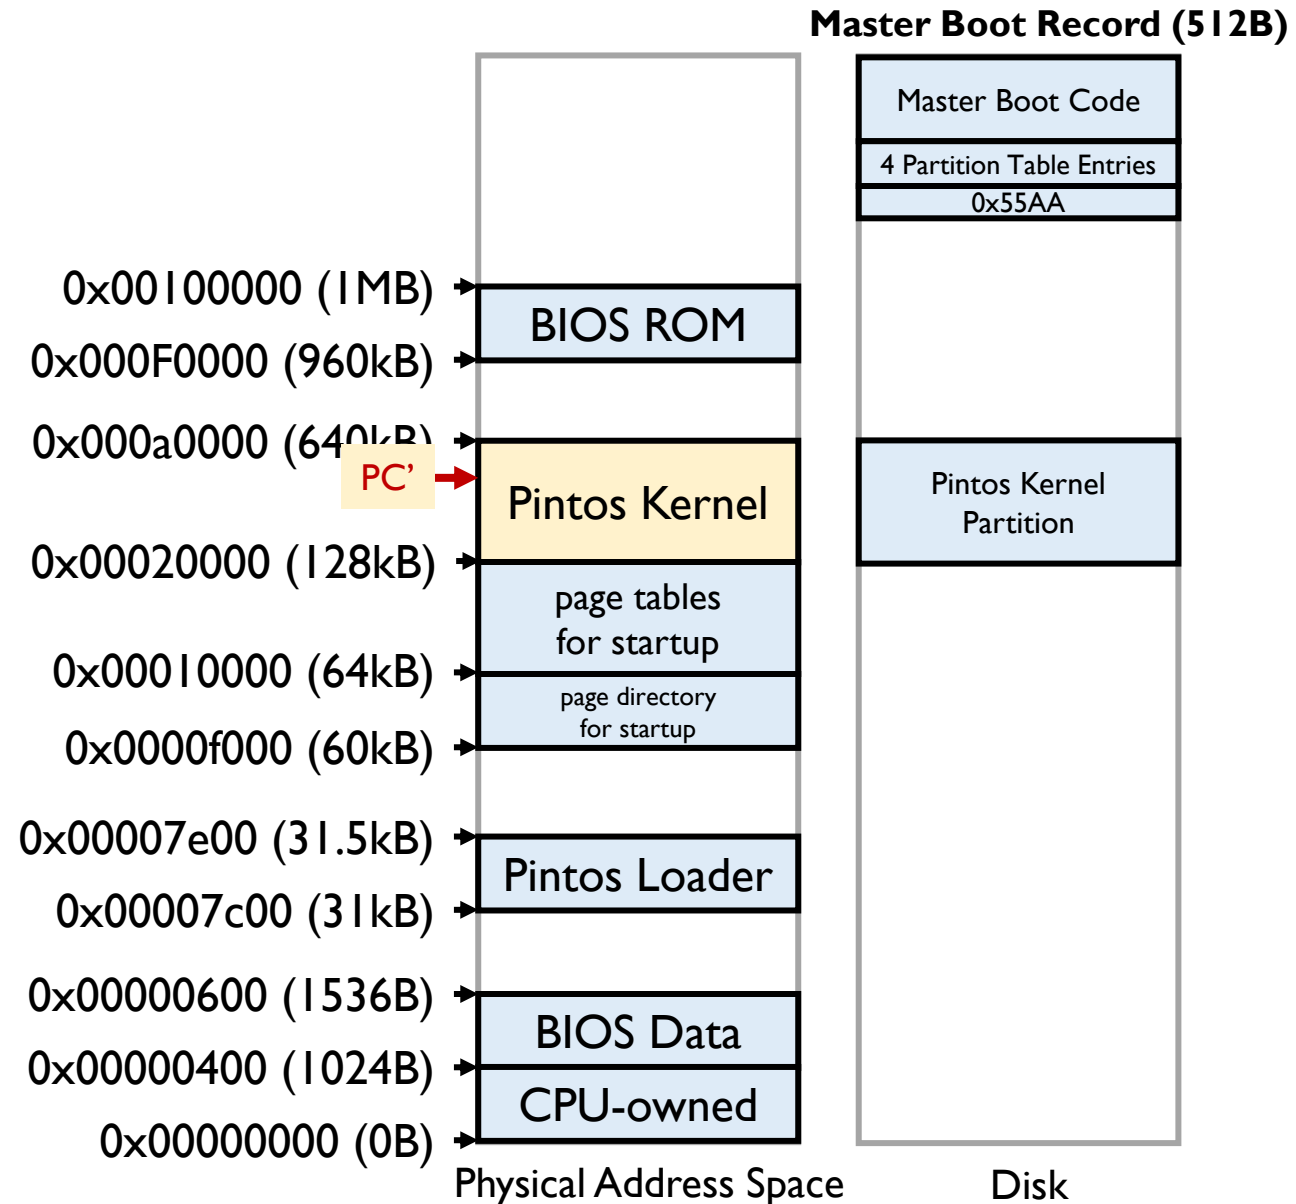 Master Boot Record (512B)
Master Boot Code
4 Partition Table Entries
0x55AA
0x00100000 (1MB)
BIOS ROM
0x000F0000 (960kB)
0x000a0000 (640kB)
PC’
Pintos Kernel
Pintos Kernel
Partition
0x00020000 (128kB)
page tables
for startup
0x00010000 (64kB)
page directory
for startup
0x0000f000 (60kB)
0x00007e00 (31.5kB)
Pintos Loader
0x00007c00 (31kB)
0x00000600 (1536B)
BIOS Data
0x00000400 (1024B)
CPU-owned
0x00000000 (0B)
Physical Address Space
Disk